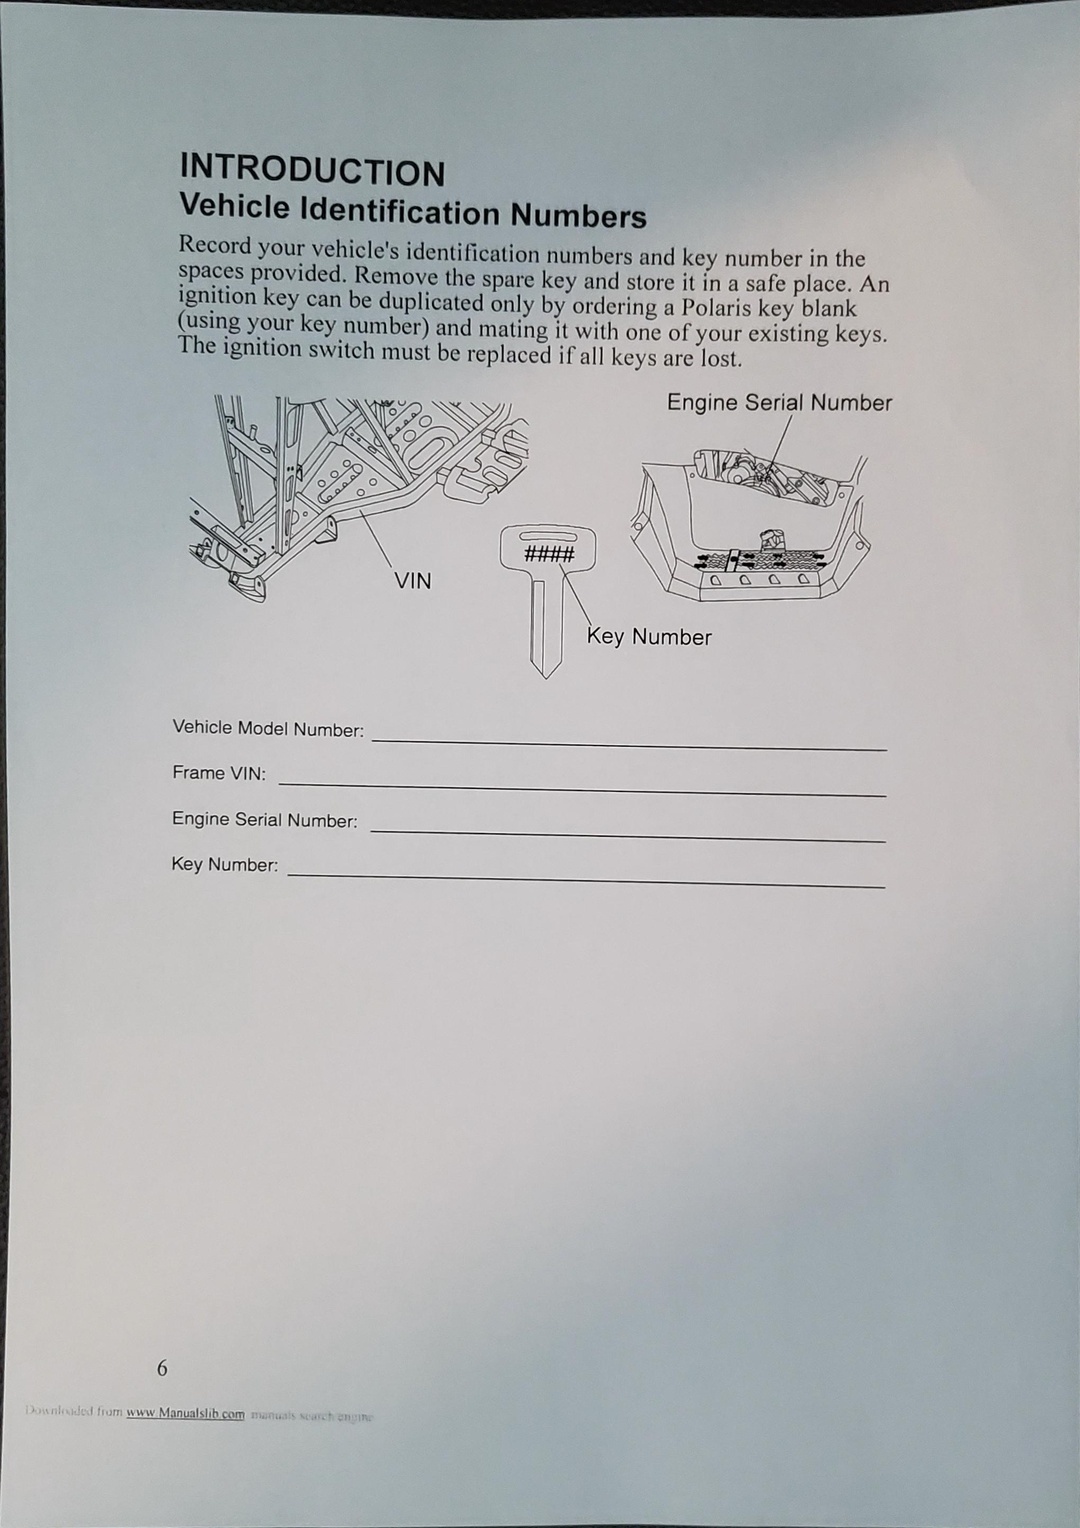 INTRODUCTION
Vehicle Identification Numbers
Record your vehicle's identification numbers and key number in the
spaces provided. Remove the spare key and store it in a safe place. An
ignition key can be duplicated only by ordering a Polaris key blank
(using your key number) and mating it with one of your existing keys.
The ignition switch must be replaced if all keys are lost.
Engine Serial Number
####
VIN
Key Number
Vehicle Model Number:
Frame VIN:
Engine Serial Number:
Key Number:
6
Downloaded from www.Manualslib.com manuals search engine